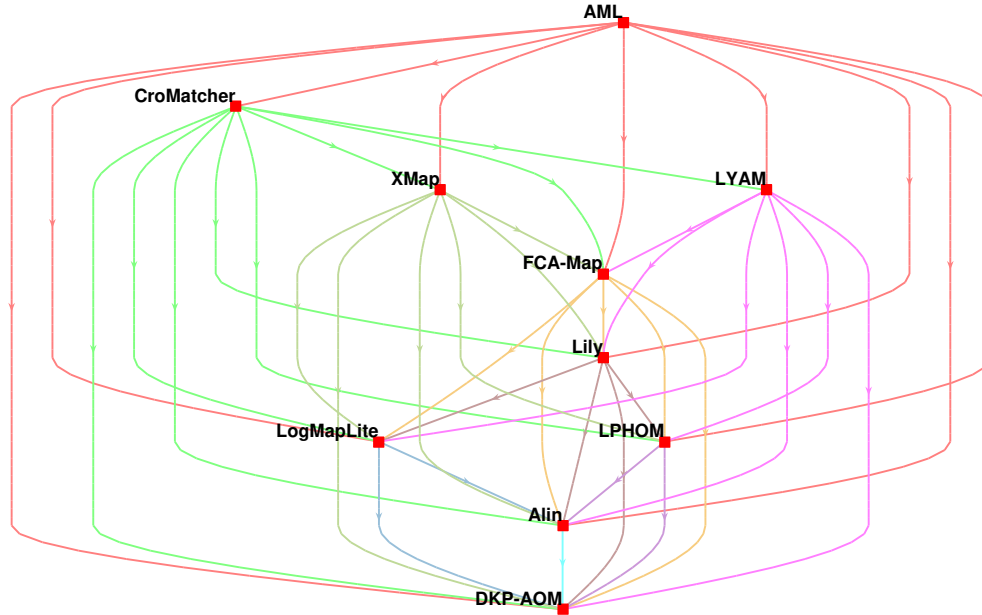 AML
CroMatcher
XMap
LYAM
FCA-Map
Lily
LogMapLite
LPHOM
Alin
DKP-AOM